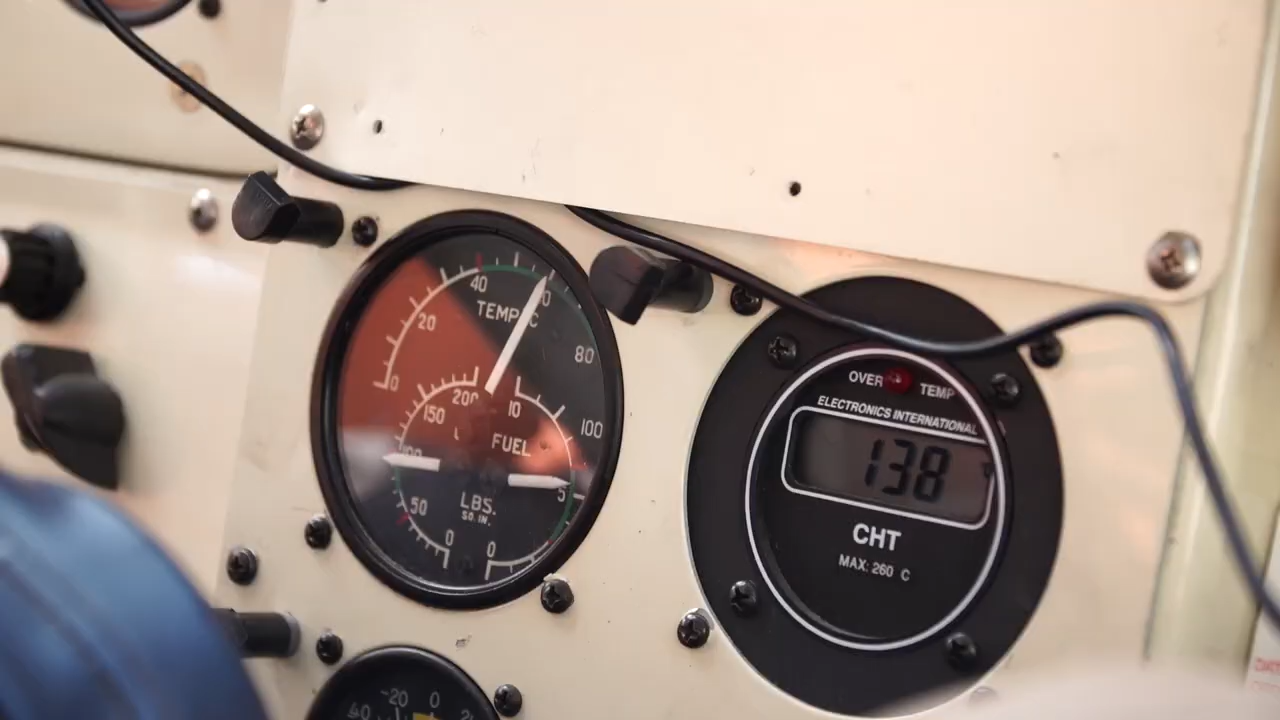 40
TEMP °C
20
80
0
200
10
150
100
FUEL
100
5
50
LBS.
SQ. IN.
0
0
OVER TEMP
ELECTRONICS INTERNATIONAL
138
CHT
MAX: 260 C
-20
0